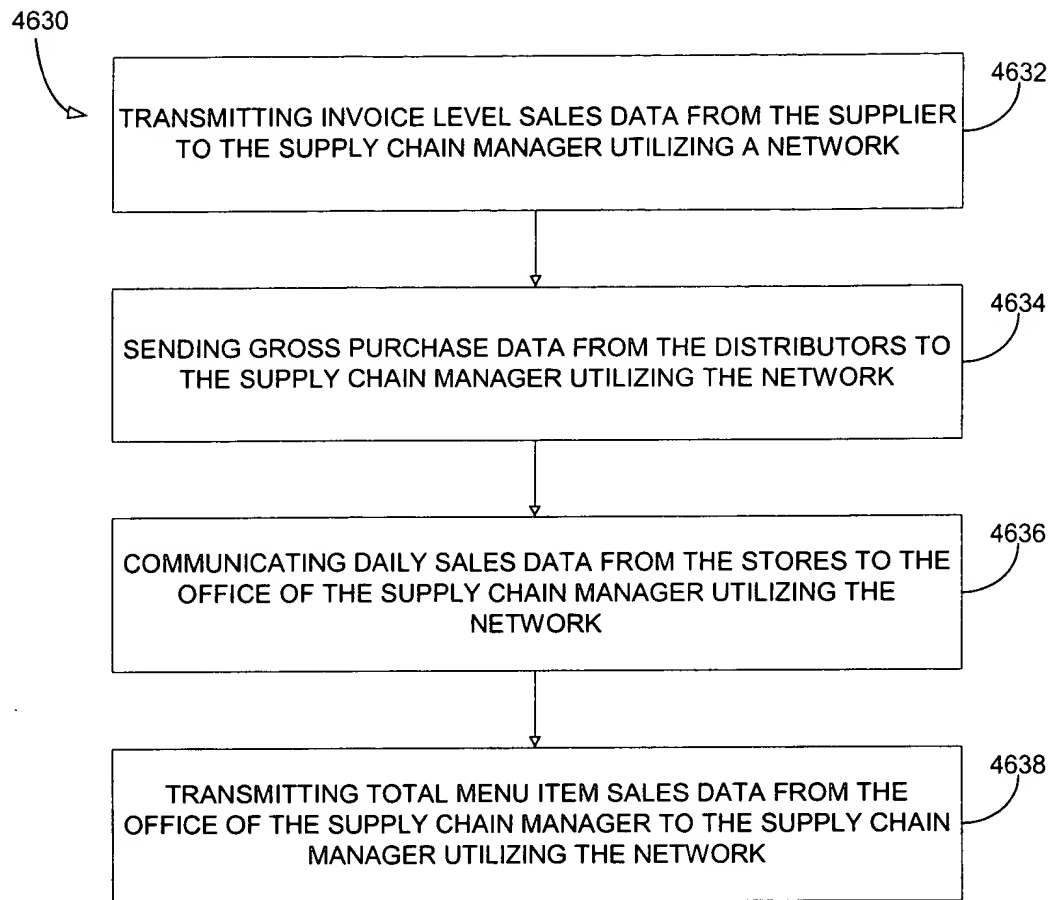 4630
4632
TRANSMITTING INVOICE LEVEL SALES DATA FROM THE SUPPLIER
TO THE SUPPLY CHAIN MANAGER UTILIZING A NETWORK
4634
SENDING GROSS PURCHASE DATA FROM THE DISTRIBUTORS TO
THE SUPPLY CHAIN MANAGER UTILIZING THE NETWORK
4636
COMMUNICATING DAILY SALES DATA FROM THE STORES TO THE
OFFICE OF THE SUPPLY CHAIN MANAGER UTILIZING THE
NETWORK
4638
TRANSMITTING TOTAL MENU ITEM SALES DATA FROM THE
OFFICE OF THE SUPPLY CHAIN MANAGER TO THE SUPPLY CHAIN
MANAGER UTILIZING THE NETWORK